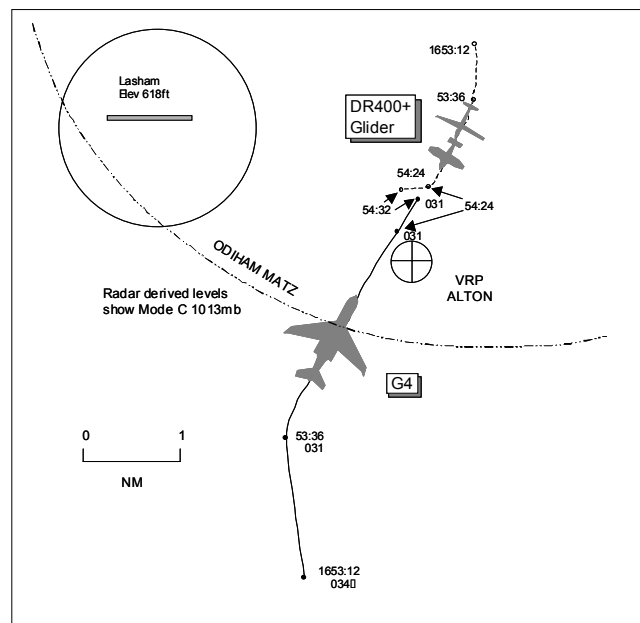 1653:12
Lasham
Elev 618ft
53:36
DR400+
Glider
54:24
54:32
031
54:24
031
ODIHAM MATZ
VRP
ALTON
Radar derived levels
show Mode C 1013mb
G4
0 1
NM
53:36
031
1653:12
034